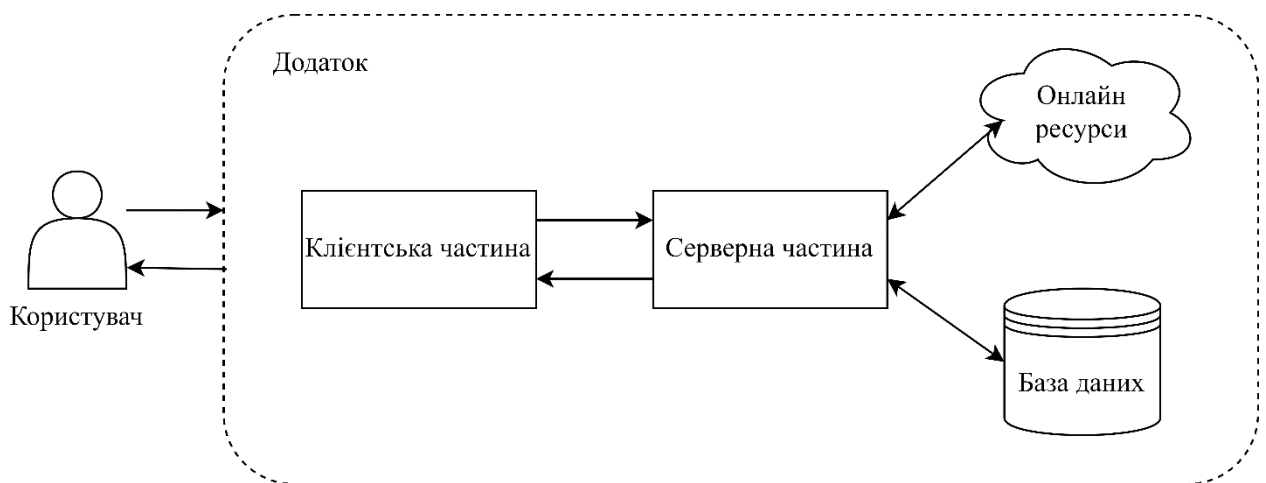 Додаток
Онлайн
ресурси
Клієнтська частина
Серверна частина
Користувач
База даних